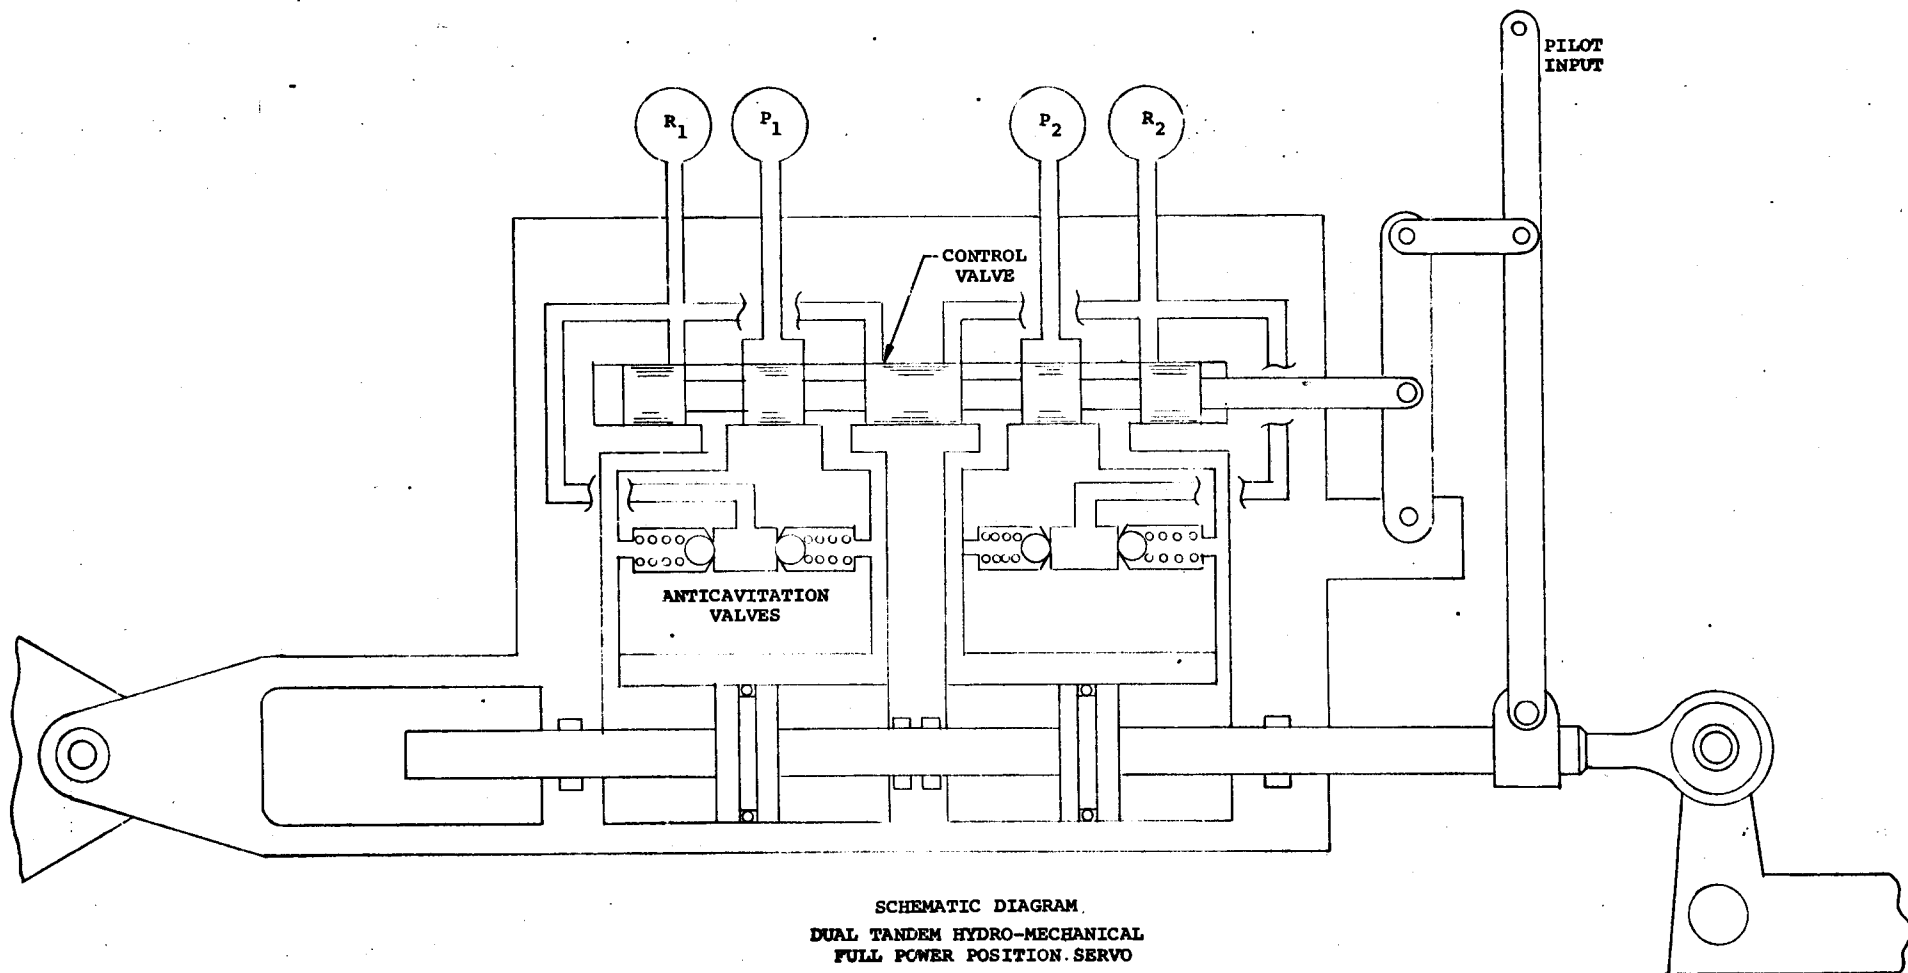 PILOT
INPUT
R1
P1
P2
R2
CONTROL
VALVE
ANTICAVITATION
VALVES
SCHEMATIC DIAGRAM
DUAL TANDEM HYDRO-MECHANICAL
FULL POWER POSITION SERVO